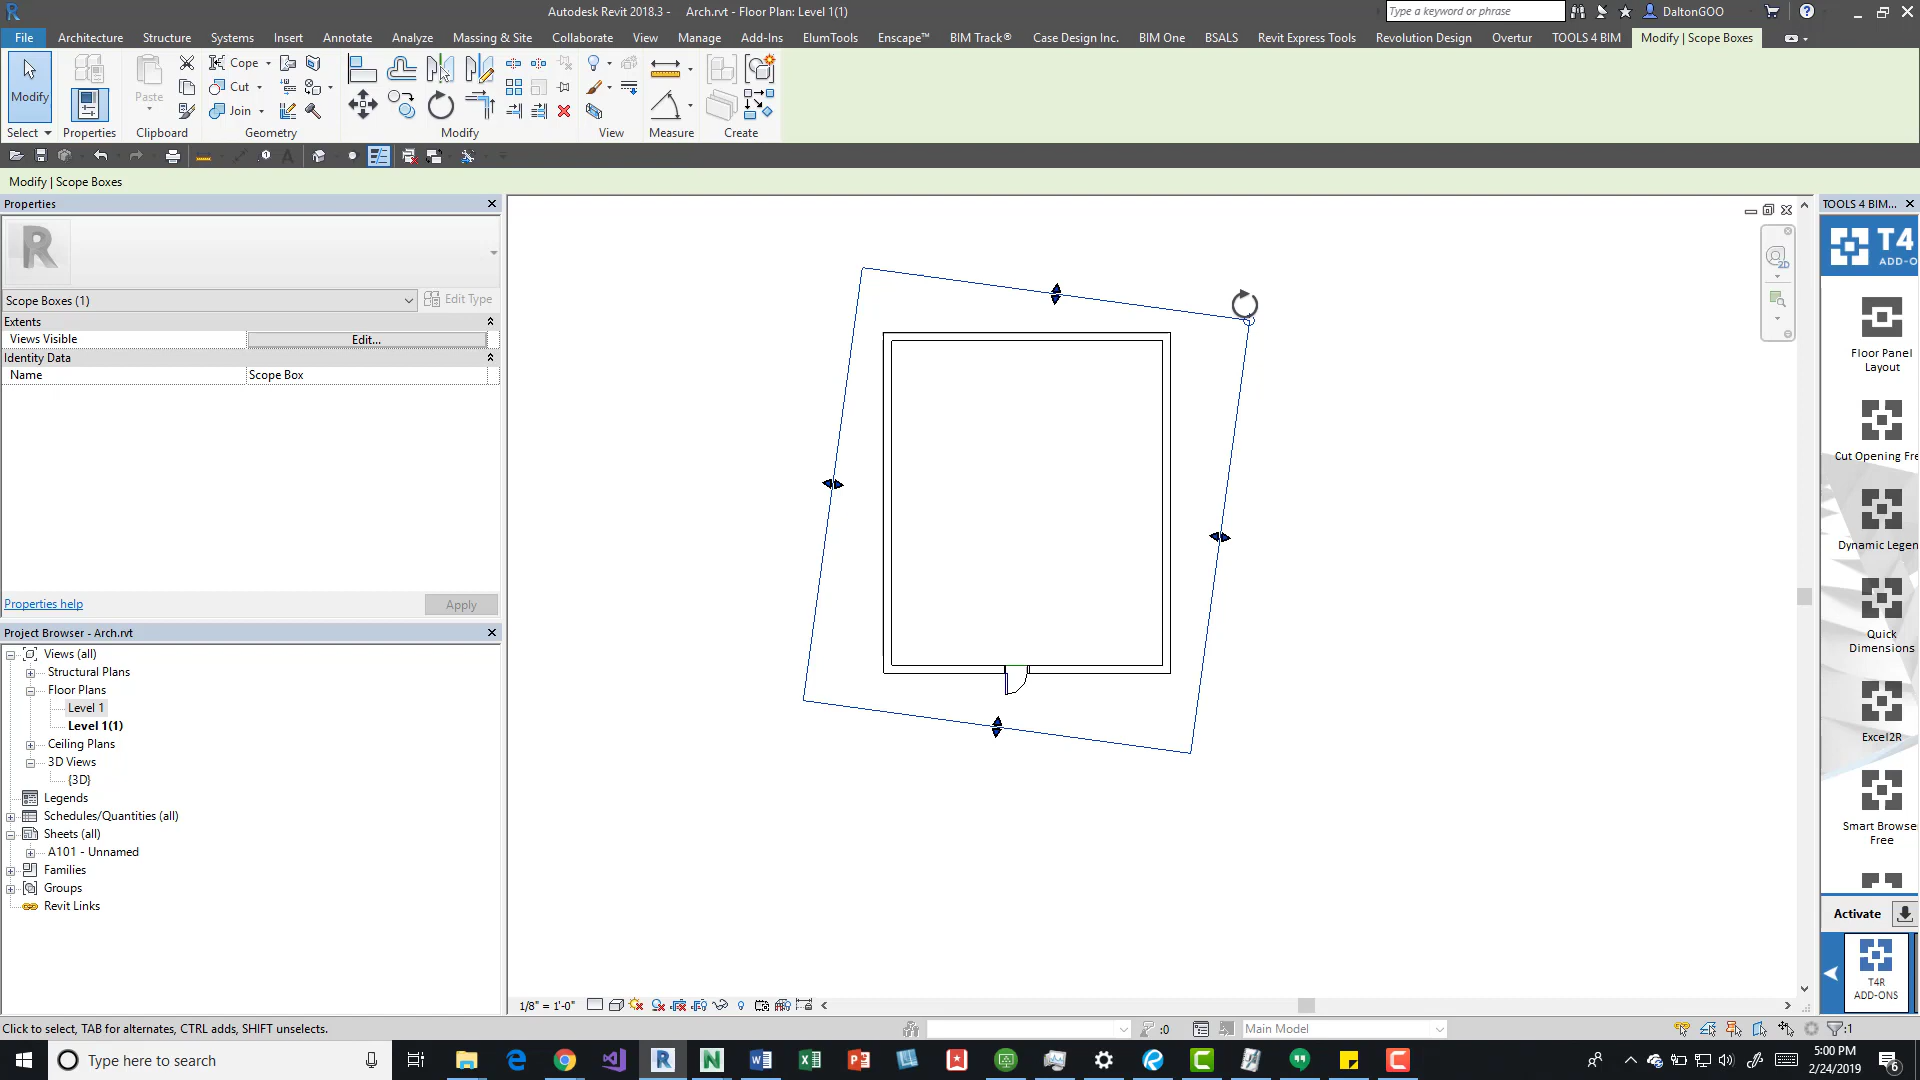 Autodesk Revit 2018.3 - Arch.rvt - Floor Plan: Level 1(1)
Type a keyword or phrase
DaltonGOO
File Architecture Structure Systems Insert Annotate Analyze Massing & Site Collaborate View Manage Add-Ins ElumTools Enscape™ BIM Track® Case Design Inc. BIM One BSALS Revit Express Tools Revolution Design Overtur TOOLS 4 BIM Modify | Scope Boxes
Modify
Paste
Cope
Cut
Join
Select Properties Clipboard Geometry Modify View Measure Create
Modify | Scope Boxes
Properties
R
Scope Boxes (1) Edit Type
Extents
Views Visible Edit...
Identity Data
Name Scope Box
Properties help Apply
Project Browser - Arch.rvt
Views (all)
Structural Plans
Floor Plans
Level 1
Level 1(1)
Ceiling Plans
3D Views
{3D}
Legends
Schedules/Quantities (all)
Sheets (all)
A101 - Unnamed
Families
Groups
Revit Links
2D
TOOLS 4 BIM...
T4
ADD-O
Floor Panel
Layout
Cut Opening Fre
Dynamic Legen
Quick
Dimensions
Excel2R
Smart Browse
Free
Activate
T4R
ADD-ONS
1/8" = 1'-0"
Click to select, TAB for alternates, CTRL adds, SHIFT unselects.
:0
Main Model
:1
Type here to search
5:00 PM
2/24/2019
6